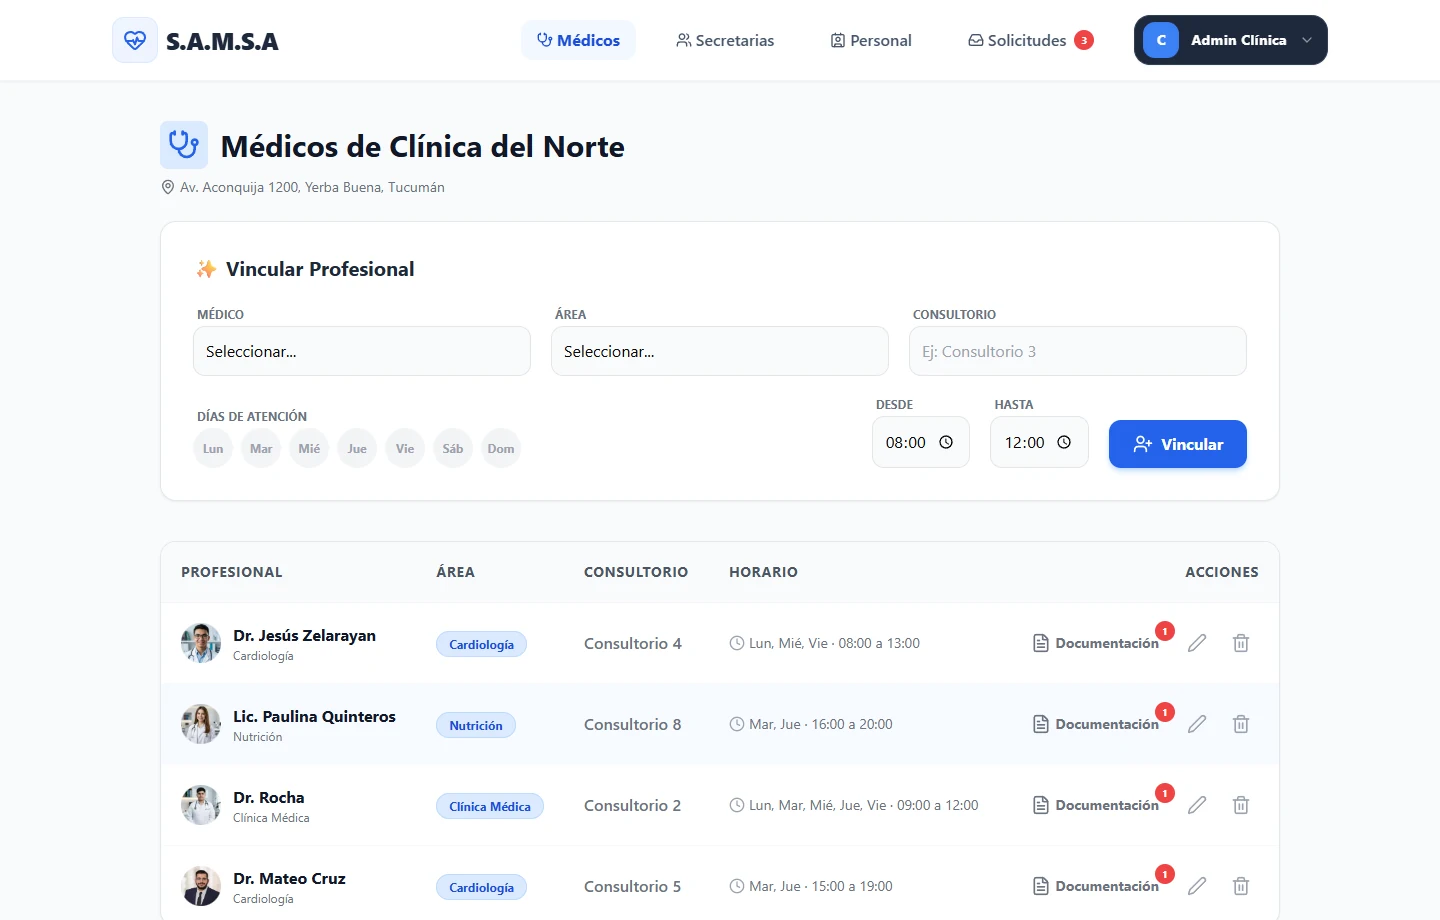 S.A.M.S.A
Médicos
Secretarias
Personal
Solicitudes 3
C Admin Clínica
Médicos de Clínica del Norte
Av. Aconquija 1200, Yerba Buena, Tucumán
✨ Vincular Profesional
MÉDICO ÁREA CONSULTORIO
Seleccionar... Seleccionar... Ej: Consultorio 3
DÍAS DE ATENCIÓN DESDE HASTA
Lun Mar Mié Jue Vie Sáb Dom 08:00 12:00 Vincular
PROFESIONAL ÁREA CONSULTORIO HORARIO ACCIONES
Dr. Jesús Zelarayan
Cardiología
Cardiología Consultorio 4 Lun, Mié, Vie · 08:00 a 13:00 Documentación 1
Lic. Paulina Quinteros
Nutrición
Nutrición Consultorio 8 Mar, Jue · 16:00 a 20:00 Documentación 1
Dr. Rocha
Clínica Médica
Clínica Médica Consultorio 2 Lun, Mar, Mié, Jue, Vie · 09:00 a 12:00 Documentación 1
Dr. Mateo Cruz
Cardiología
Cardiología Consultorio 5 Mar, Jue · 15:00 a 19:00 Documentación 1